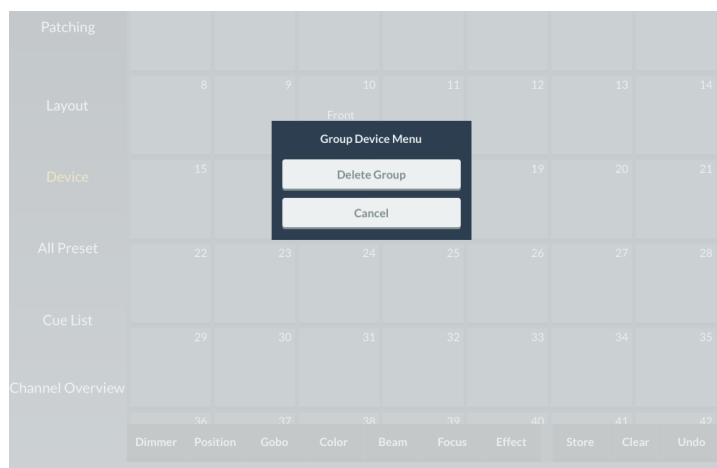 Patching
8 9 10 11 12 13 14
Layout
Front
Group Device Menu
Device
15 19 20 21
Delete Group
Cancel
All Preset
22 23 24 25 26 27 28
Cue List
29 30 31 32 33 34 35
Channel Overview
36 37 38 39 40 41 42
Dimmer Position Gobo Color Beam Focus Effect Store Clear Undo